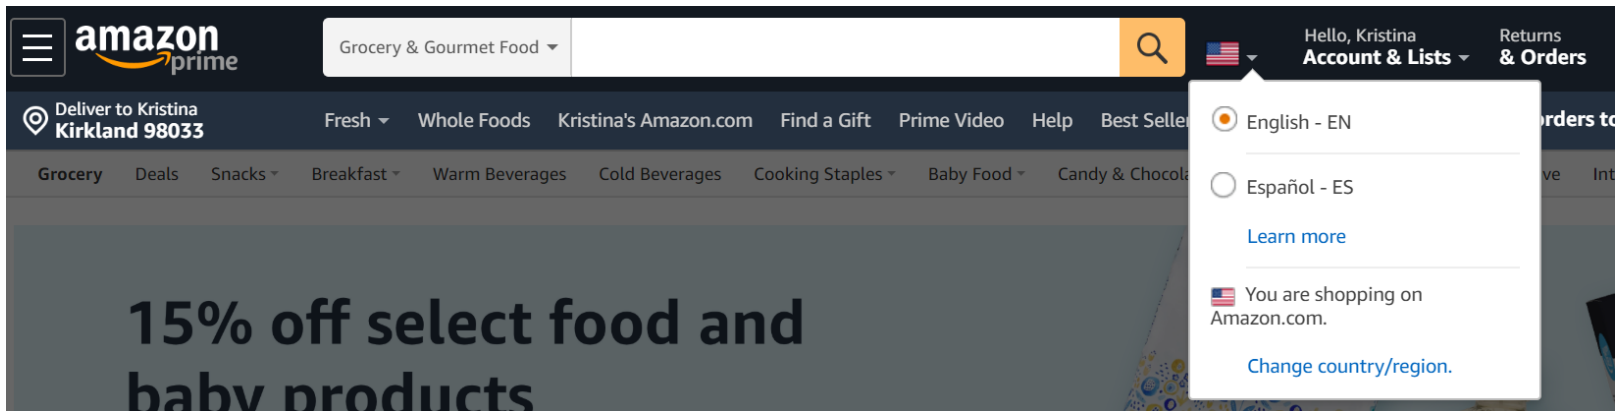 amazon
prime
Grocery & Gourmet Food
Hello, Kristina
Account & Lists
Returns
& Orders
Deliver to Kristina
Kirkland 98033
Fresh
Whole Foods
Kristina's Amazon.com
Find a Gift
Prime Video
Help
Best Seller
orders to
Grocery
Deals
Snacks
Breakfast
Warm Beverages
Cold Beverages
Cooking Staples
Baby Food
Candy & Chocola
ve
Int
English - EN
Español - ES
Learn more
You are shopping on
Amazon.com.
Change country/region.
15% off select food and
baby products